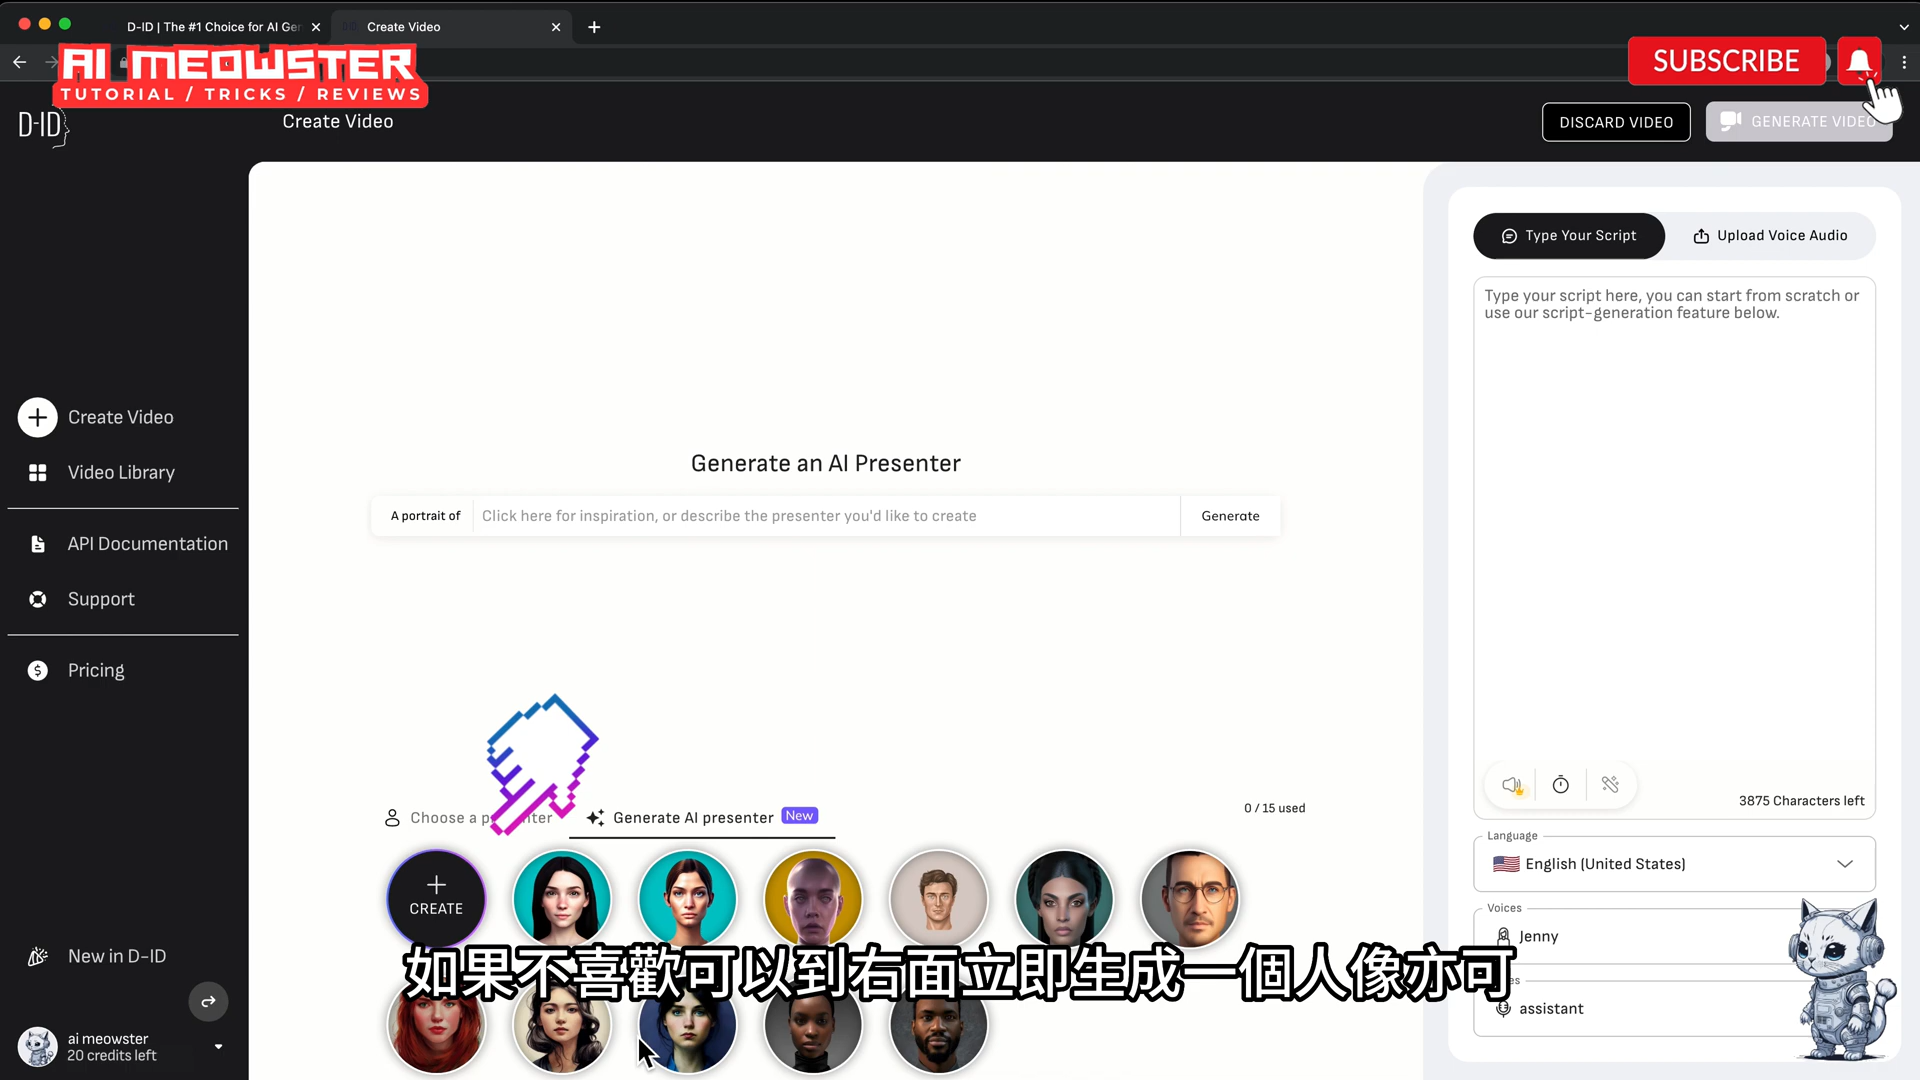 D-ID | The #1 Choice for AI Gen
Create Video
AI MEOWSTER
TUTORIAL / TRICKS / REVIEWS
SUBSCRIBE
D-ID
Create Video
DISCARD VIDEO
GENERATE VIDEO
Type Your Script
Upload Voice Audio
Type your script here, you can start from scratch or
use our script-generation feature below.
Create Video
Video Library
API Documentation
Support
Pricing
Generate an AI Presenter
A portrait of
Click here for inspiration, or describe the presenter you'd like to create
Generate
3875 Characters left
0 / 15 used
Choose a presenter
Generate AI presenter
New
CREATE
Language
English (United States)
Voices
Jenny
assistant
如果不喜歡可以到右面立即生成一個人像亦可
New in D-ID
ai meowster
20 credits left